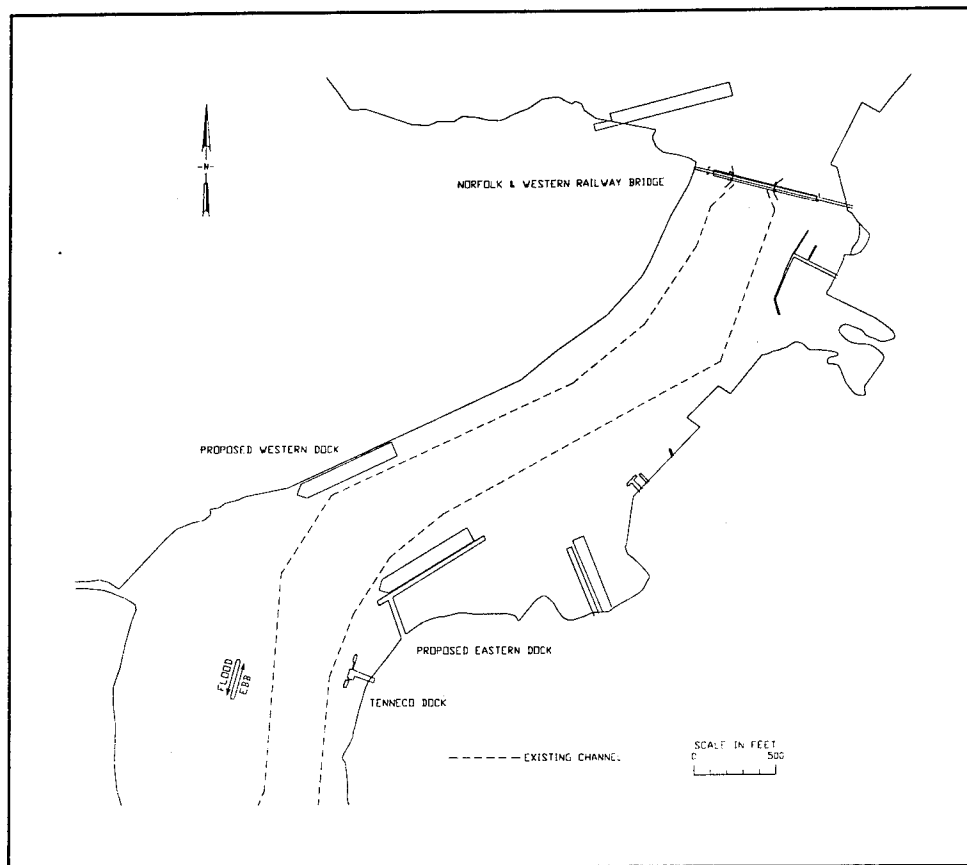 N
NORFOLK & WESTERN RAILWAY BRIDGE
PROPOSED WESTERN DOCK
PROPOSED EASTERN DOCK
FLOOD
EBB
TENNECO DOCK
EXISTING CHANNEL
SCALE IN FEET
0 500